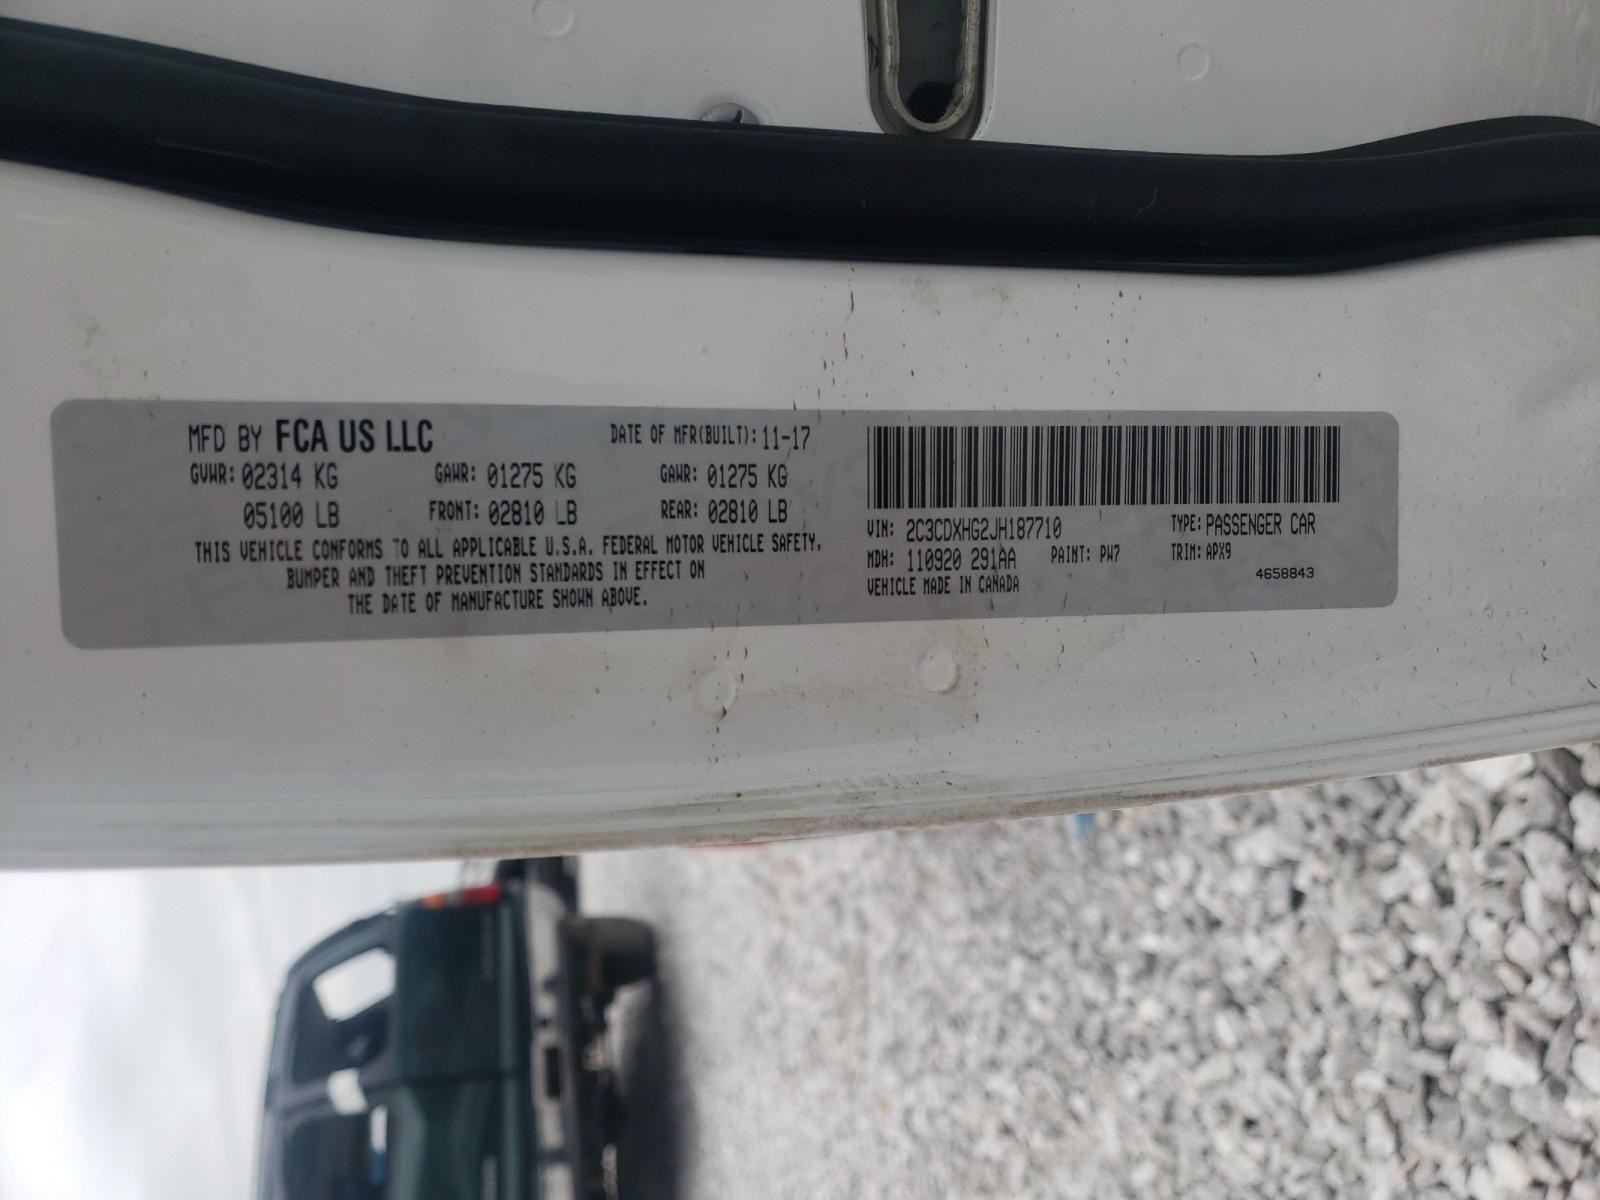 MFD BY FCA US LLC DATE OF MFR(BUILT): 11-17
GVWR: 02314 KG GAWR: 01275 KG GAWR: 01275 KG
05100 LB FRONT: 02810 LB REAR: 02810 LB
THIS VEHICLE CONFORMS TO ALL APPLICABLE U.S.A. FEDERAL MOTOR VEHICLE SAFETY,
BUMPER AND THEFT PREVENTION STANDARDS IN EFFECT ON
THE DATE OF MANUFACTURE SHOWN ABOVE.
VIN: 2C3CDXHG2JH187710 TYPE: PASSENGER CAR
MDH: 110920 291AA PAINT: PW7 TRIM: APX9
VEHICLE MADE IN CANADA 4658843